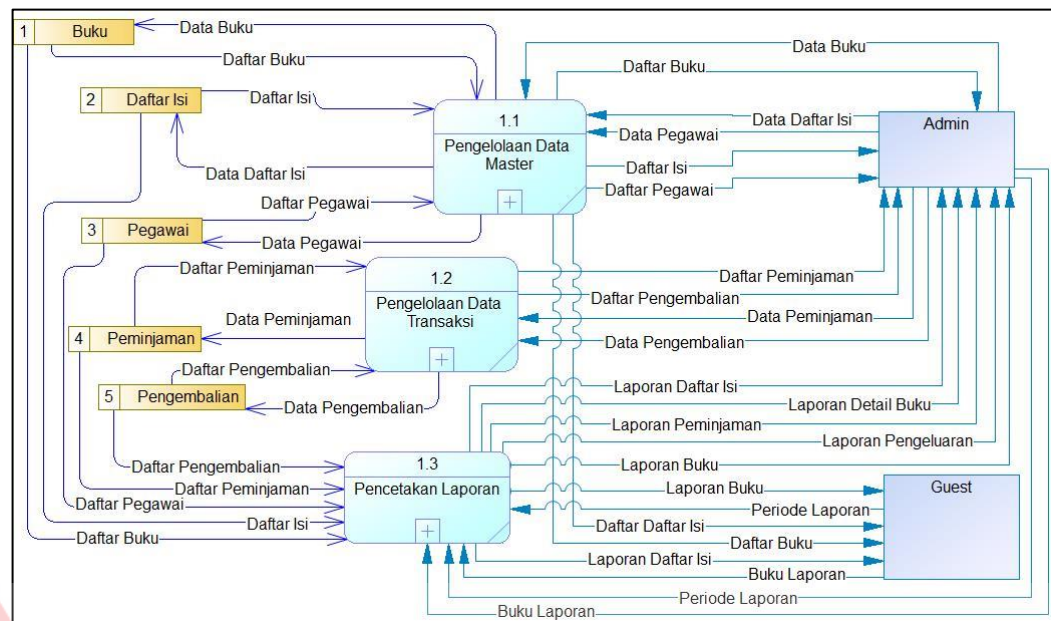 1 Buku
Data Buku
Daftar Buku
Data Buku
Daftar Buku
2 Daftar Isi
Daftar Isi
Data Daftar Isi
1.1
Pengelolaan Data
Master
Data Daftar Isi
Data Pegawai
Daftar Isi
Daftar Pegawai
Admin
3 Pegawai
Daftar Pegawai
Data Pegawai
Daftar Peminjaman
1.2
Pengelolaan Data
Transaksi
Daftar Peminjaman
Daftar Pengembalian
Data Peminjaman
Data Pengembalian
4 Peminjaman
Data Peminjaman
Daftar Pengembalian
5 Pengembalian
Data Pengembalian
Laporan Daftar Isi
Laporan Detail Buku
Laporan Peminjaman
Laporan Pengeluaran
Laporan Buku
1.3
Pencetakan Laporan
Daftar Pengembalian
Daftar Peminjaman
Daftar Pegawai
Daftar Isi
Daftar Buku
Laporan Buku
Periode Laporan
Daftar Daftar Isi
Daftar Buku
Laporan Daftar Isi
Buku Laporan
Guest
Periode Laporan
Buku Laporan